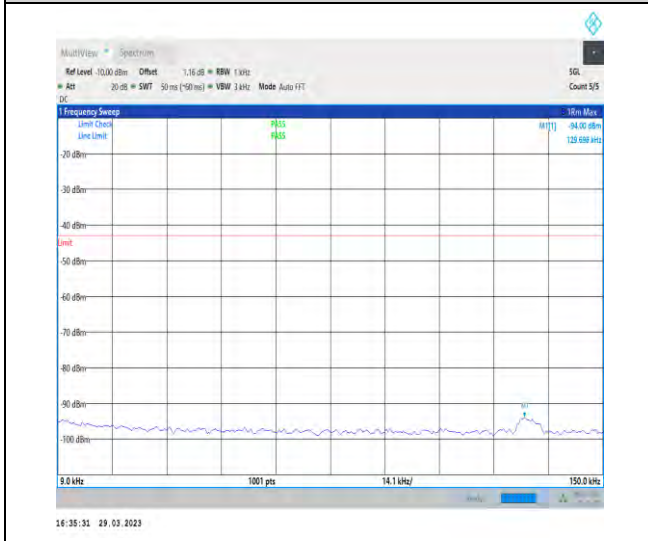 MultiView Spectrum
Ref Level -10.00 dBm Offset 1.16 dB RBW 1 kHz SGL
Att 20 dB SWT 50 ms (~60 ms) VBW 3 kHz Mode Auto FFT Count 5/5
DC
1 Frequency Sweep 1Rm Max
Limit Check PASS M1[1] -94.00 dBm
Line Limit PASS 129.698 kHz
-20 dBm
-30 dBm
-40 dBm
Limit
-50 dBm
-60 dBm
-70 dBm
-80 dBm
-90 dBm
M1
-100 dBm
9.0 kHz 1001 pts 14.1 kHz/ 150.0 kHz
16:35:31 29.03.2023